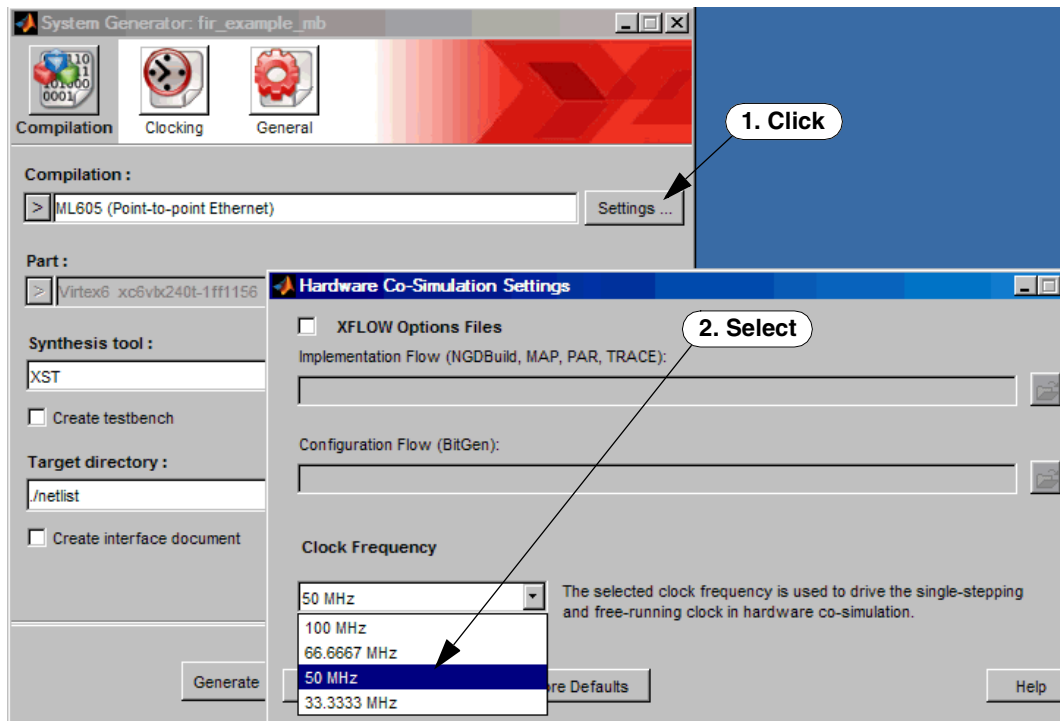 System Generator: fir_example_mb
Compilation
Clocking
General
1. Click
Compilation :
>
ML605 (Point-to-point Ethernet)
Settings ...
Part :
>
Virtex6 xc6vlx240t-1ff1156
Synthesis tool :
XST
Create testbench
Target directory :
./netlist
Create interface document
Generate
Hardware Co-Simulation Settings
XFLOW Options Files
2. Select
Implementation Flow (NGDBuild, MAP, PAR, TRACE):
Configuration Flow (BitGen):
Clock Frequency
50 MHz
The selected clock frequency is used to drive the single-stepping
and free-running clock in hardware co-simulation.
100 MHz
66.6667 MHz
50 MHz
33.3333 MHz
Defaults
Help